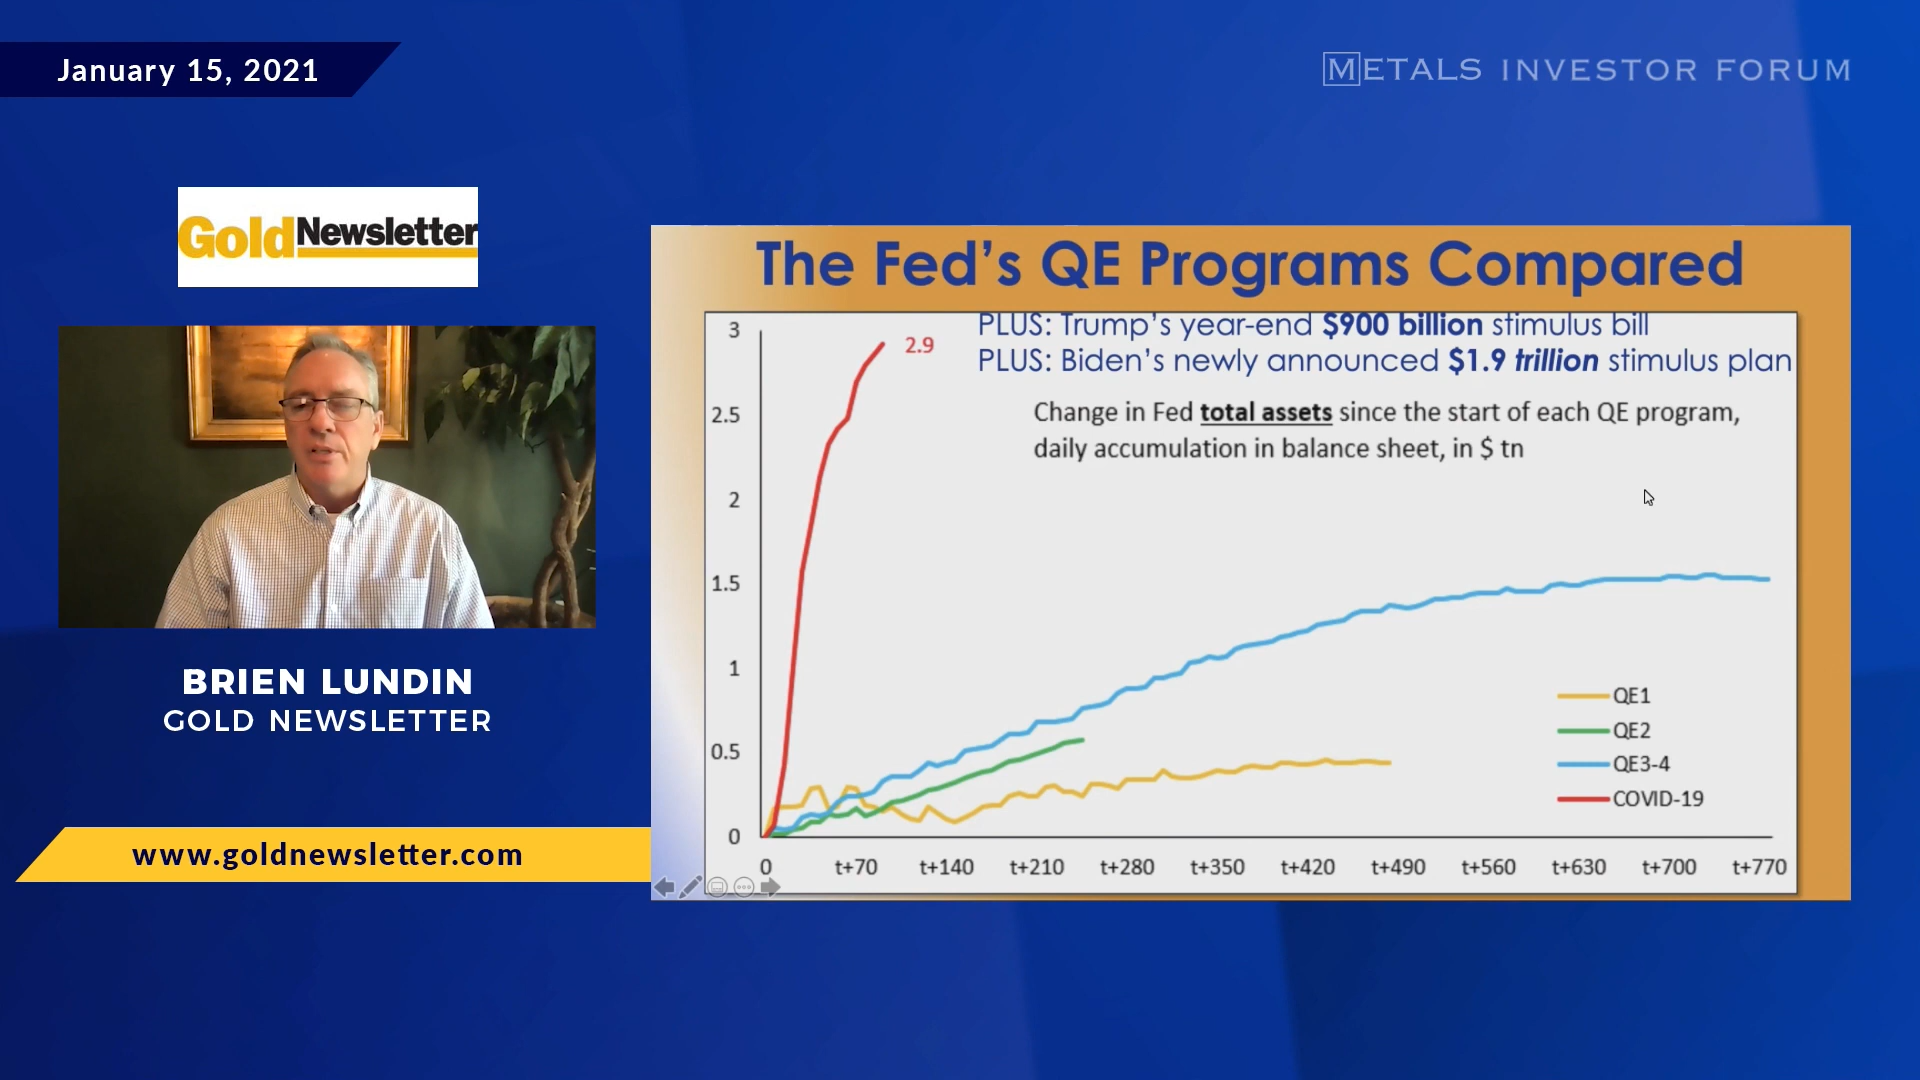 January 15, 2021
METALS INVESTOR FORUM
GoldNewsletter
BRIEN LUNDIN
GOLD NEWSLETTER
www.goldnewsletter.com
The Fed's QE Programs Compared
PLUS: Trump's year-end $900 billion stimulus bill
PLUS: Biden's newly announced $1.9 trillion stimulus plan
Change in Fed total assets since the start of each QE program,
daily accumulation in balance sheet, in $ tn
2.9
3
2.5
2
1.5
1
0.5
0
QE1
QE2
QE3-4
COVID-19
0 t+70 t+140 t+210 t+280 t+350 t+420 t+490 t+560 t+630 t+700 t+770